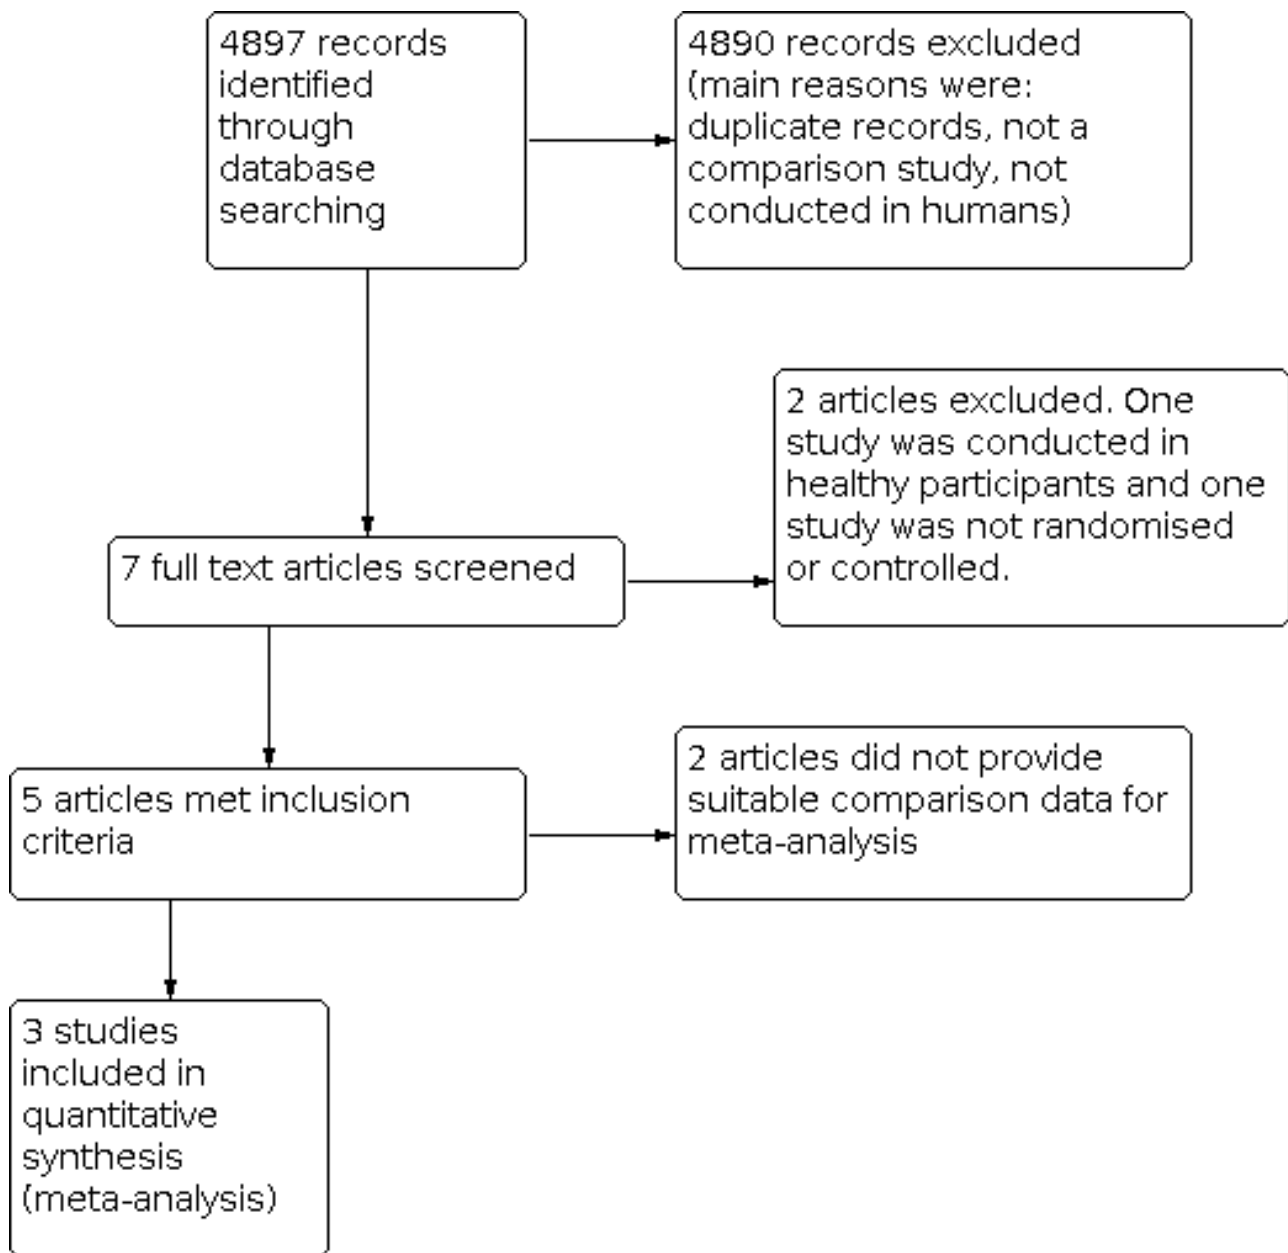 4897 records
identified
through
database
searching
4890 records excluded
(main reasons were:
duplicate records, not a
comparison study, not
conducted in humans)
2 articles excluded. One
study was conducted in
healthy participants and one
study was not randomised
or controlled.
7 full text articles screened
5 articles met inclusion
criteria
2 articles did not provide
suitable comparison data for
meta-analysis
3 studies
included in
quantitative
synthesis
(meta-analysis)